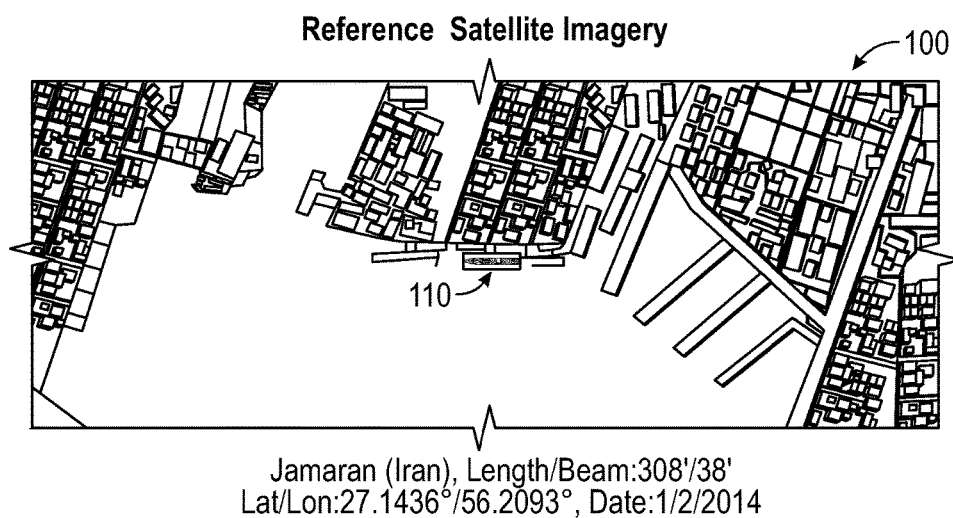 Reference Satellite Imagery
100
110
Jamaran (Iran), Length/Beam:308'/38'
Lat/Lon:27.1436°/56.2093°, Date:1/2/2014